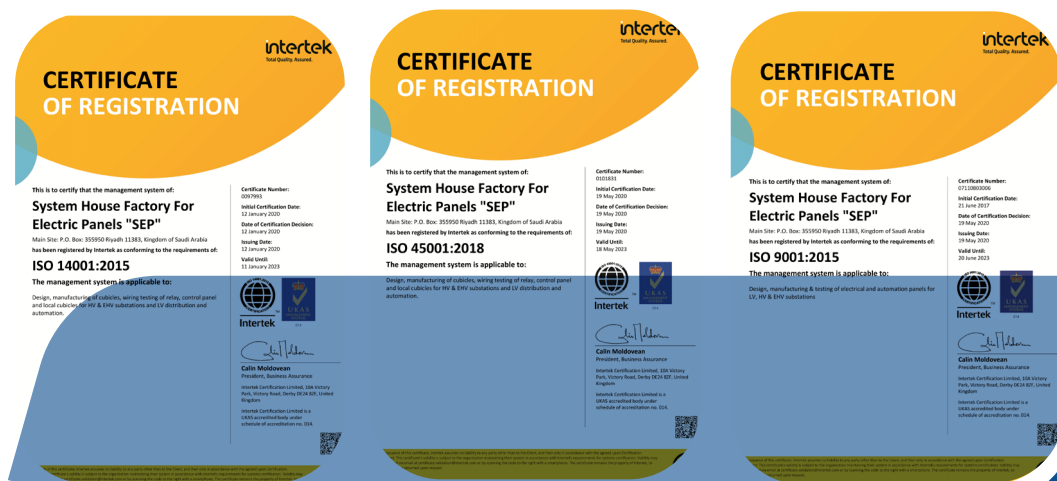 intertek
Total Quality. Assured.
CERTIFICATE
OF REGISTRATION
This is to certify that the management system of:
System House Factory For
Electric Panels "SEP"
Main Site: P.O. Box: 355950 Riyadh 11383, Kingdom of Saudi Arabia
has been registered by Intertek as conforming to the requirements of:
ISO 14001:2015
The management system is applicable to:
Design, manufacturing of cubicles, wiring testing of relay, control panel
and local cubicles for HV & EHV substations and LV distribution and
automation.
Certificate Number:
0097993
Initial Certification Date:
12 January 2020
Date of Certification Decision:
12 January 2020
Issuing Date:
12 January 2020
Valid Until:
11 January 2023
Intertek
UKAS
014
Calin Moldovean
President, Business Assurance
Intertek Certification Limited, 10A Victory
Park, Victory Road, Derby DE24 8ZF, United
Kingdom
Intertek Certification Limited is a
UKAS accredited body under
schedule of accreditation no. 014.
intertek
Total Quality. Assured.
CERTIFICATE
OF REGISTRATION
This is to certify that the management system of:
System House Factory For
Electric Panels "SEP"
Main Site: P.O. Box: 355950 Riyadh 11383, Kingdom of Saudi Arabia
has been registered by Intertek as conforming to the requirements of:
ISO 45001:2018
The management system is applicable to:
Design, manufacturing of cubicles, wiring testing of relay, control panel
and local cubicles for HV & EHV substations and LV distribution and
automation.
Certificate Number:
0101831
Initial Certification Date:
19 May 2020
Date of Certification Decision:
19 May 2020
Issuing Date:
19 May 2020
Valid Until:
18 May 2023
Intertek
UKAS
014
Calin Moldovean
President, Business Assurance
Intertek Certification Limited, 10A Victory
Park, Victory Road, Derby DE24 8ZF, United
Kingdom
Intertek Certification Limited is a
UKAS accredited body under
schedule of accreditation no. 014.
intertek
Total Quality. Assured.
CERTIFICATE
OF REGISTRATION
This is to certify that the management system of:
System House Factory For
Electric Panels "SEP"
Main Site: P.O. Box: 355950 Riyadh 11383, Kingdom of Saudi Arabia
has been registered by Intertek as conforming to the requirements of:
ISO 9001:2015
The management system is applicable to:
Design, manufacturing & testing of electrical and automation panels for
LV, HV & EHV substations
Certificate Number:
07110803006
Initial Certification Date:
21 June 2017
Date of Certification Decision:
19 May 2020
Issuing Date:
19 May 2020
Valid Until:
20 June 2023
Intertek
UKAS
014
Calin Moldovean
President, Business Assurance
Intertek Certification Limited, 10A Victory
Park, Victory Road, Derby DE24 8ZF, United
Kingdom
Intertek Certification Limited is a
UKAS accredited body under
schedule of accreditation no. 014.